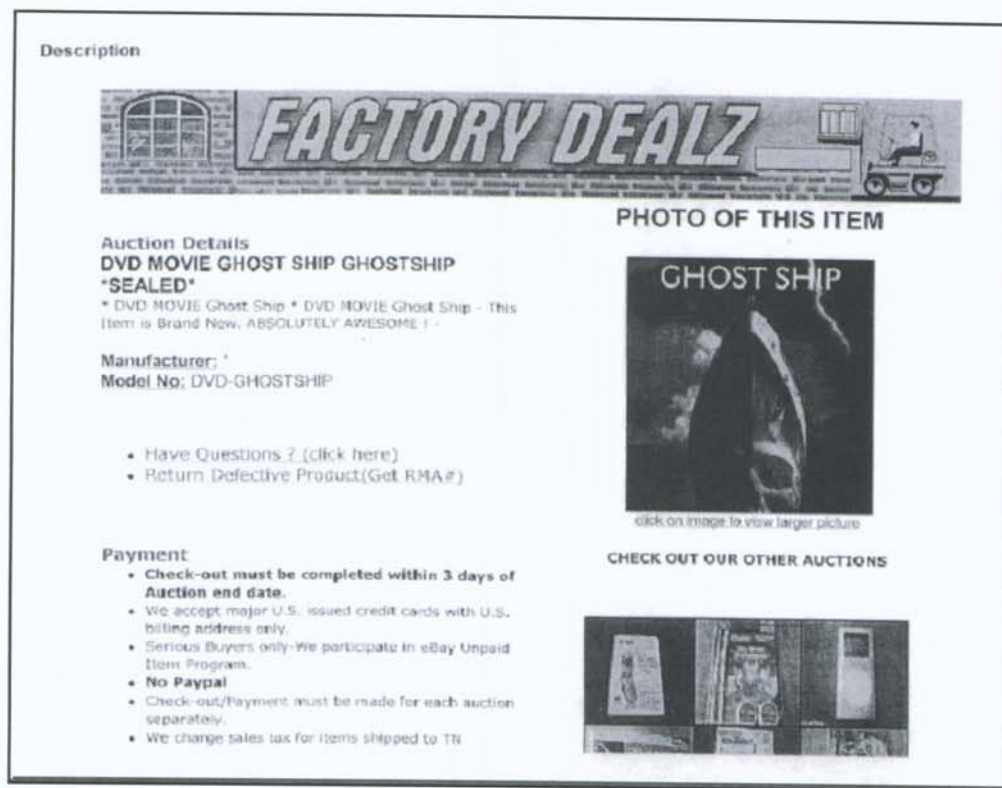 Description
FACTORY DEALZ
Auction Details
DVD MOVIE GHOST SHIP GHOSTSHIP
*SEALED*
* DVD MOVIE Ghost Ship * DVD MOVIE Ghost Ship - This
Item is Brand New. ABSOLUTELY AWESOME ! -
Manufacturer: '
Model No: DVD-GHOSTSHIP
• Have Questions ? (click here)
• Return Defective Product(Get RMA#)
Payment
• Check-out must be completed within 3 days of
Auction end date.
• We accept major U.S. issued credit cards with U.S.
billing address only.
• Serious Buyers only-We participate in eBay Unpaid
Item Program.
• No Paypal
• Check-out/Payment must be made for each auction
separately.
• We charge sales tax for items shipped to TN
PHOTO OF THIS ITEM
GHOST SHIP
click on image to view larger picture
CHECK OUT OUR OTHER AUCTIONS